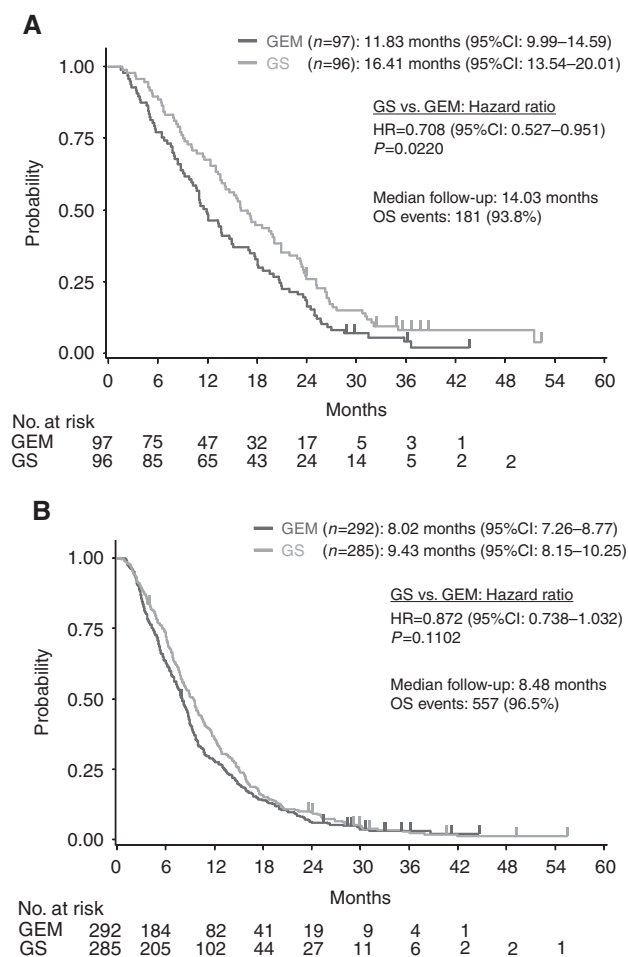 A
GEM (n=97): 11.83 months (95%CI: 9.99–14.59)
GS (n=96): 16.41 months (95%CI: 13.54–20.01)
1.00
0.75
0.50
0.25
0.00
Probability
GS vs. GEM: Hazard ratio
HR=0.708 (95%CI: 0.527–0.951)
P=0.0220
Median follow-up: 14.03 months
OS events: 181 (93.8%)
0 6 12 18 24 30 36 42 48 54 60
Months
No. at risk
GEM 97 75 47 32 17 5 3 1
GS 96 85 65 43 24 14 5 2 2
B
GEM (n=292): 8.02 months (95%CI: 7.26–8.77)
GS (n=285): 9.43 months (95%CI: 8.15–10.25)
1.00
0.75
0.50
0.25
0.00
Probability
GS vs. GEM: Hazard ratio
HR=0.872 (95%CI: 0.738–1.032)
P=0.1102
Median follow-up: 8.48 months
OS events: 557 (96.5%)
0 6 12 18 24 30 36 42 48 54 60
Months
No. at risk
GEM 292 184 82 41 19 9 4 1
GS 285 205 102 44 27 11 6 2 2 1